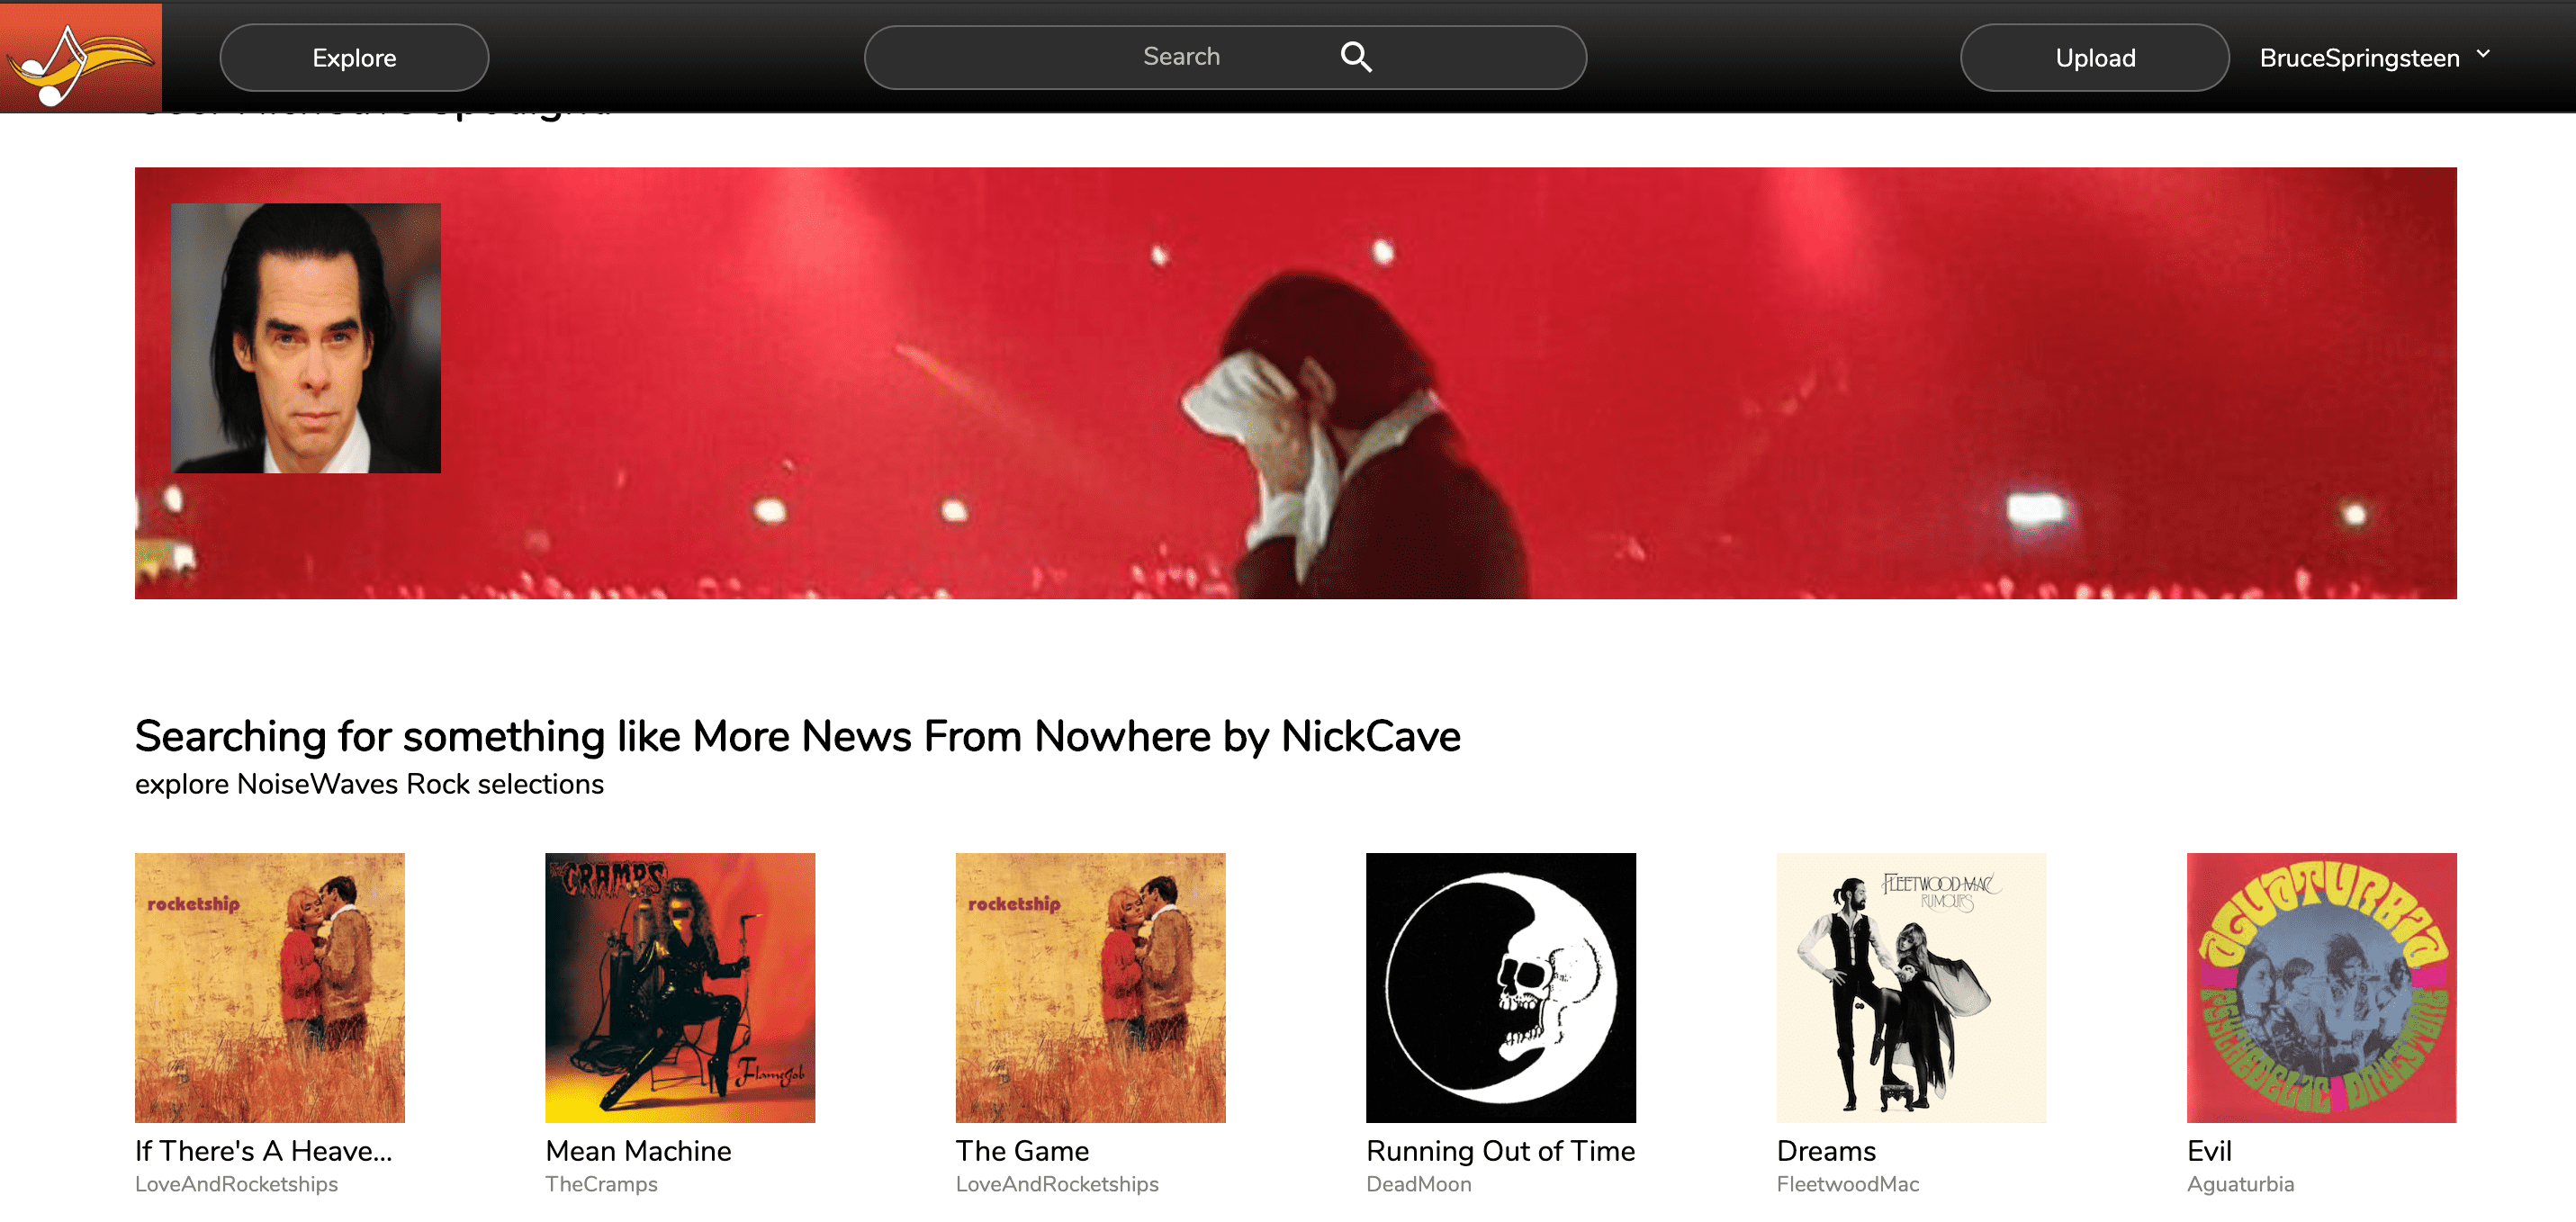 Explore
Search
Upload
BruceSpringsteen
Searching for something like More News From Nowhere by NickCave
explore NoiseWaves Rock selections
rocketship
THE CRAMPS
FlameJob
rocketship
FLEETWOOD MAC
RUMOURS
AGUATURBIA
PSYCHEDELIC DRUGSTORE
If There's A Heave...
Mean Machine
The Game
Running Out of Time
Dreams
Evil
LoveAndRocketships
TheCramps
LoveAndRocketships
DeadMoon
FleetwoodMac
Aguaturbia